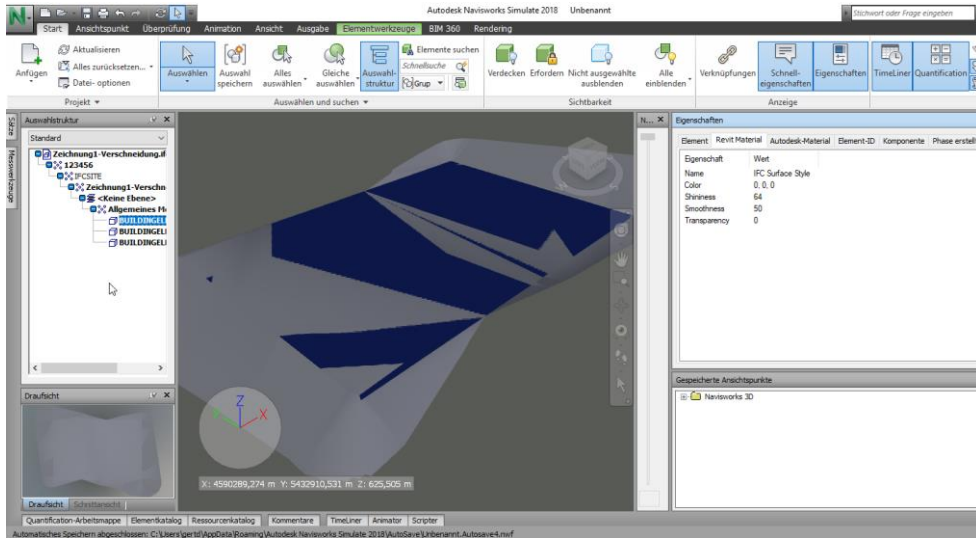 Autodesk Navisworks Simulate 2018 Unbenannt
Stichwort oder Frage eingeben
Start Ansichtspunkt Überprüfung Animation Ansicht Ausgabe Elementwerkzeuge BIM 360 Rendering
Anfügen
Aktualisieren
Alles zurücksetzen...
Datei- optionen
Auswählen
Auswahl speichern
Alles auswählen
Gleiche auswählen
Auswahl-struktur
Elemente suchen
Schnellsuche
Grup
Verdecken
Erfordern
Nicht ausgewählte ausblenden
Alle einblenden
Verknüpfungen
Schnell-eigenschaften
Eigenschaften
TimeLiner
Quantification
Projekt
Auswählen und suchen
Sichtbarkeit
Anzeige
Sätze
Messwerkzeuge
Auswahlstruktur
Standard
Zeichnung1-Verschneidung.if
123456
IFCSITE
Zeichnung1-Verschn
<Keine Ebene>
Allgemeines Mo
BUILDINGEL
BUILDINGEL
BUILDINGEL
Draufsicht
Draufsicht Schnittansicht
Z
X
X: 4590289,274 m Y: 5432910,531 m Z: 625,505 m
N...
Eigenschaften
Element Revit Material Autodesk-Material Element-ID Komponente Phase erstellt
Eigenschaft Wert
Name IFC Surface Style
Color 0, 0, 0
Shininess 64
Smoothness 50
Transparency 0
Gespeicherte Ansichtspunkte
Navisworks 3D
Quantification-Arbeitsmappe Elementkatalog Ressourcenkatalog Kommentare TimeLiner Animator Scripter
Automatisches Speichern abgeschlossen: C:\Users\gertd\AppData\Roaming\Autodesk Navisworks Simulate 2018\AutoSave\Unbenannt.Autosave4.nwf